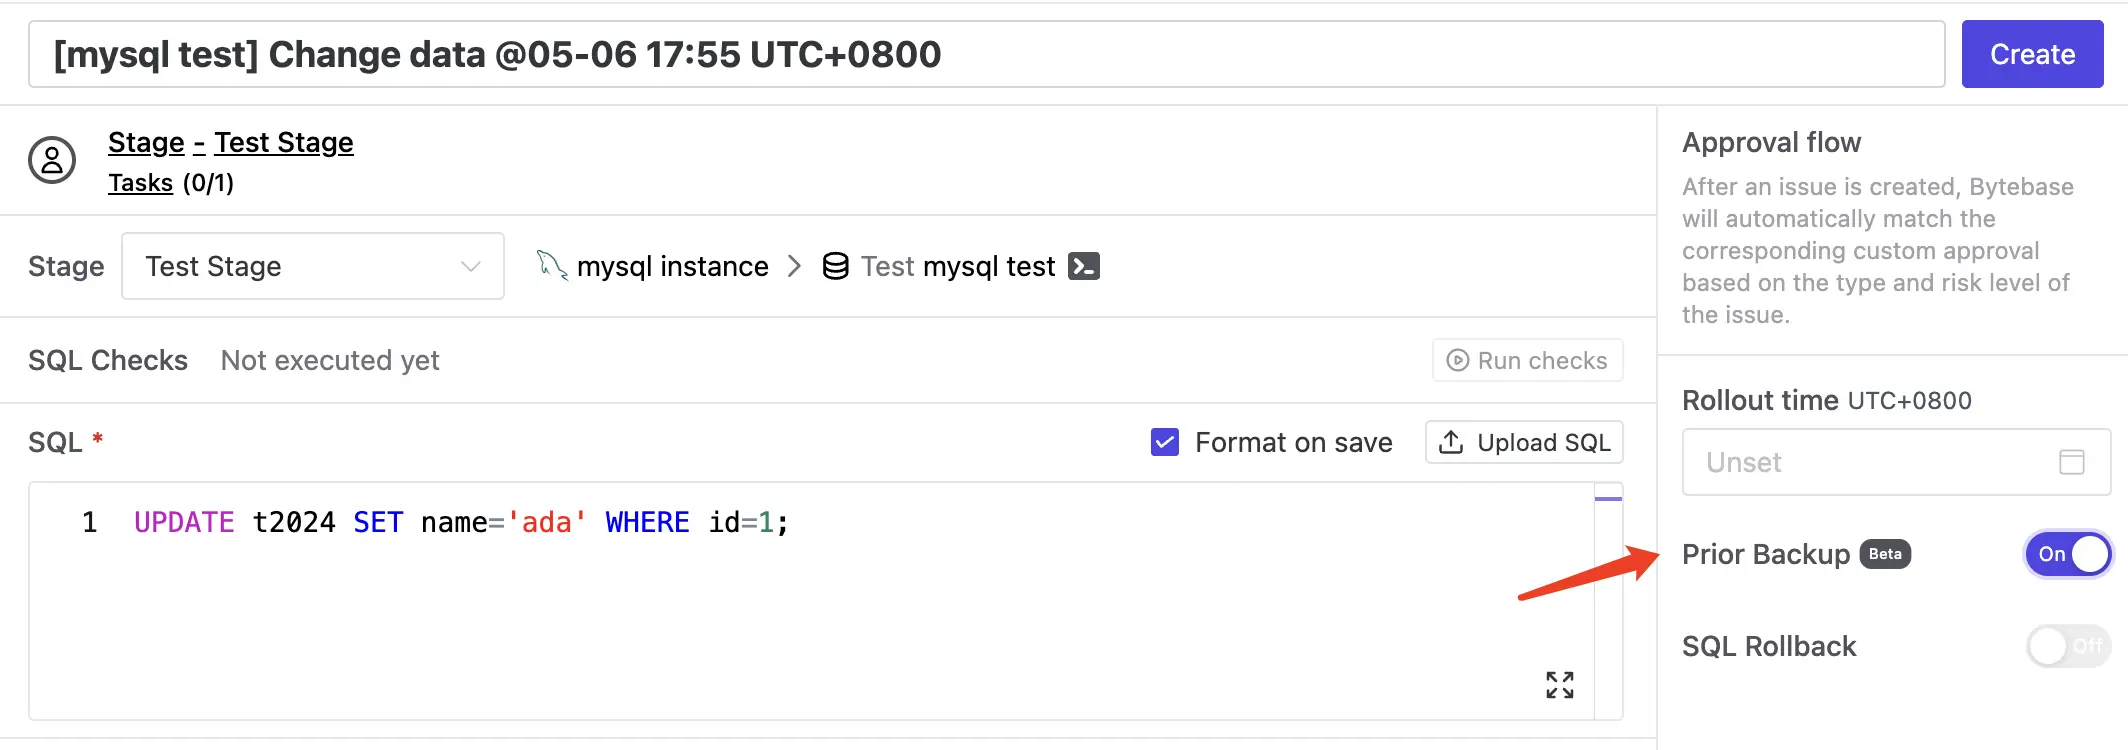 [mysql test] Change data @05-06 17:55 UTC+0800
Create
Stage - Test Stage
Tasks (0/1)
Stage
Test Stage
mysql instance
Test mysql test
SQL Checks
Not executed yet
Run checks
SQL *
Format on save
Upload SQL
1 UPDATE t2024 SET name='ada' WHERE id=1;
Approval flow
After an issue is created, Bytebase
will automatically match the
corresponding custom approval
based on the type and risk level of
the issue.
Rollout time UTC+0800
Unset
Prior Backup Beta
On
SQL Rollback
Off